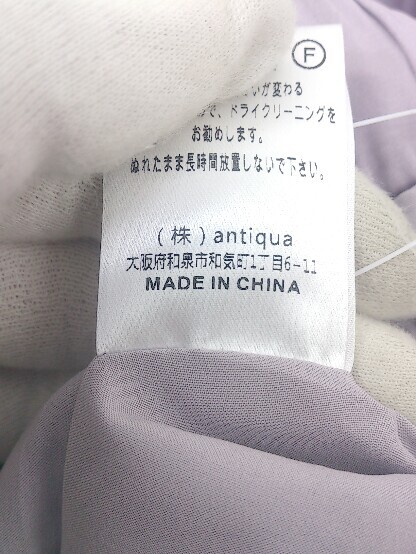 F
いが変わる
で、ドライクリーニングを
お勧めします。
ぬれたまま長時間放置しないで下さい。
(株)antiqua
大阪府和泉市和気町1丁目6-11
MADE IN CHINA